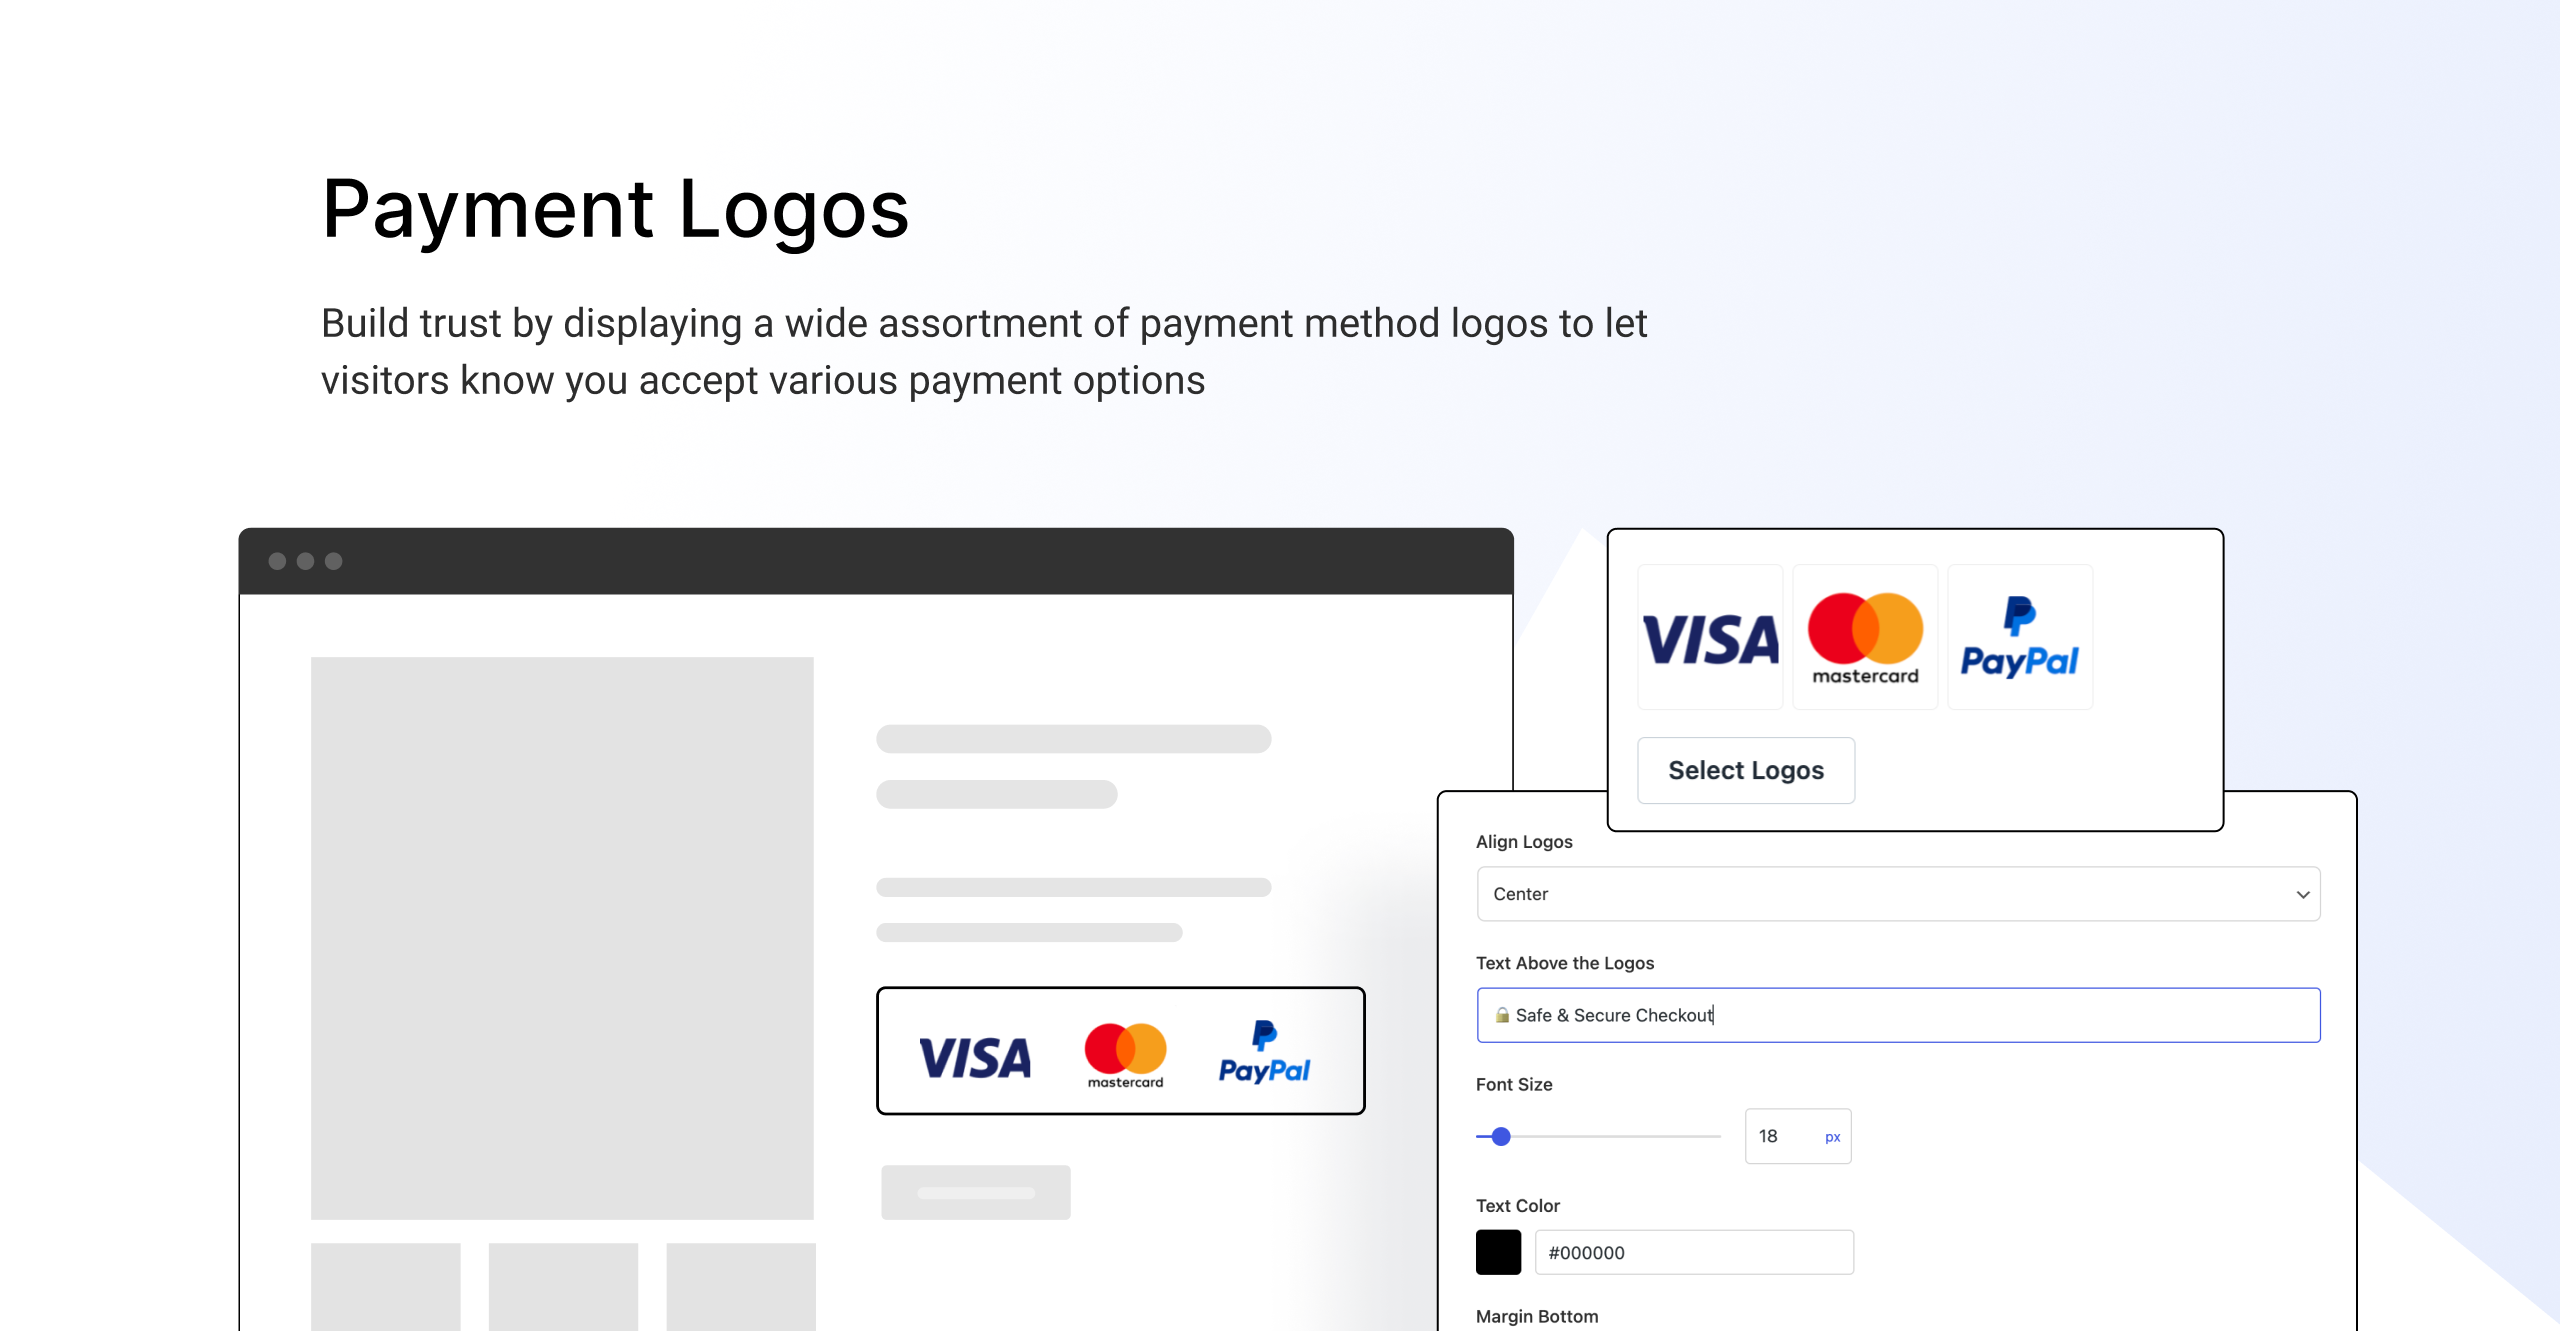 Payment Logos
Build trust by displaying a wide assortment of payment method logos to let
visitors know you accept various payment options
VISA
mastercard
PayPal
VISA
mastercard
PayPal
Select Logos
Align Logos
Center
Text Above the Logos
🔒 Safe & Secure Checkout
Font Size
18 px
Text Color
#000000
Margin Bottom